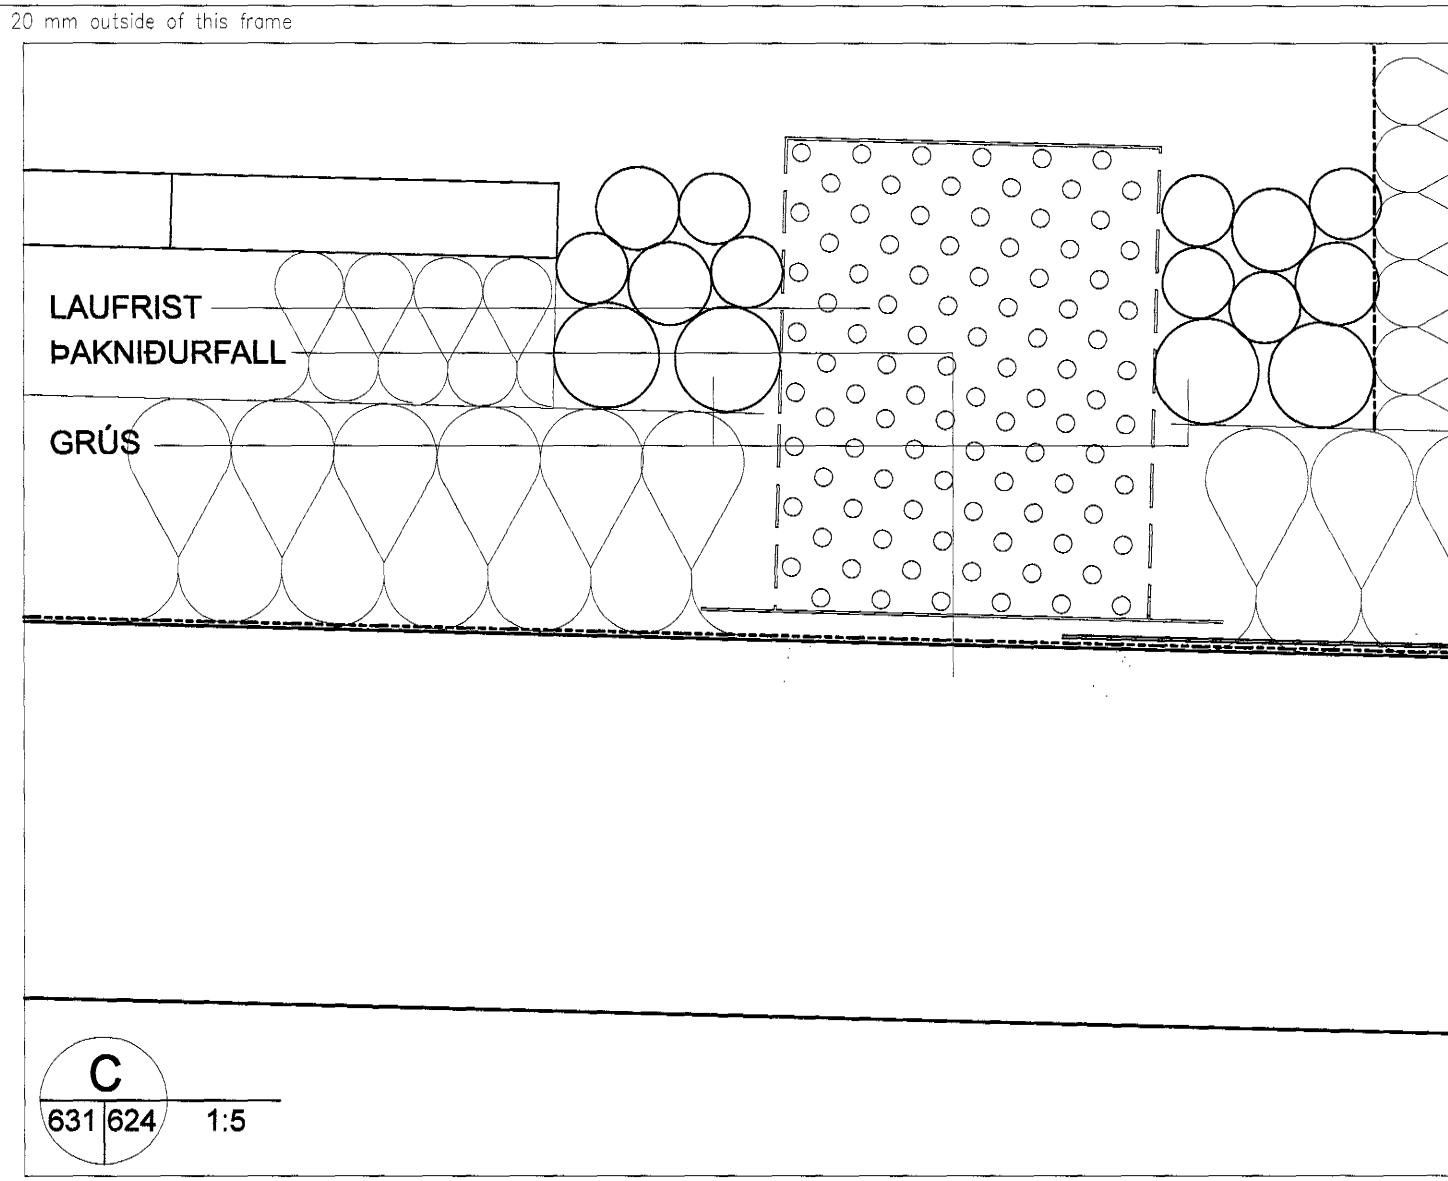 20 mm outside of this frame
LAUFRIST
ÞAKNIÐURFALL
GRÚS
C
631 624 1:5